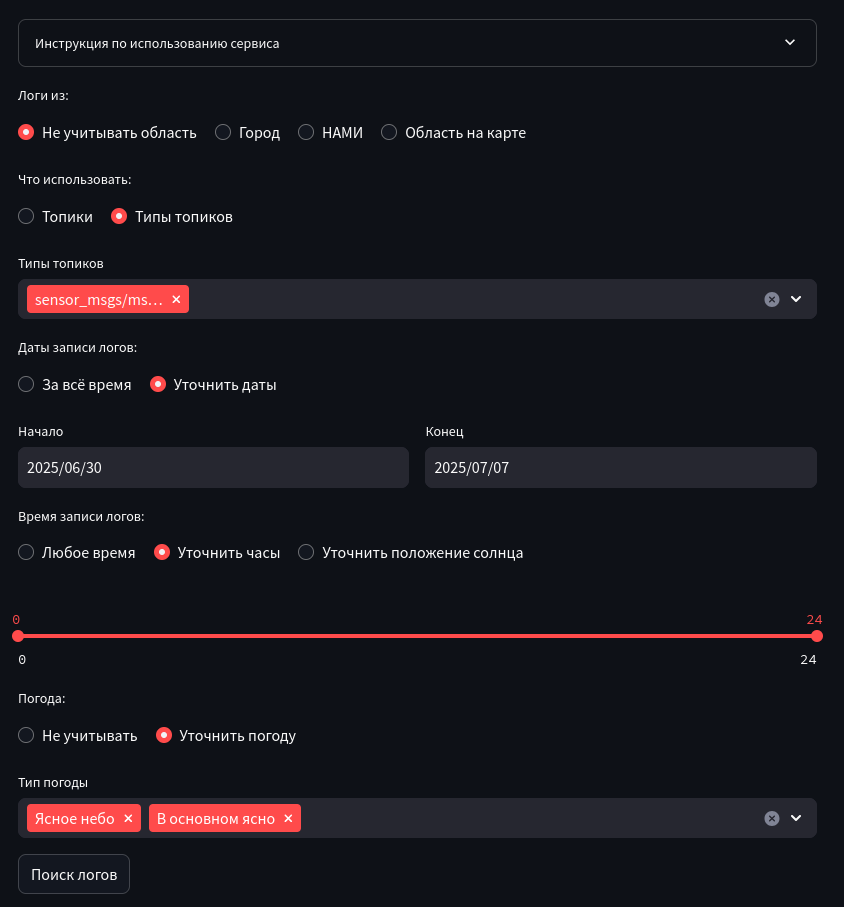 Инструкция по использованию сервиса
Логи из:
Не учитывать область Город НАМИ Область на карте
Что использовать:
Топики Типы топиков
Типы топиков
sensor_msgs/ms...
Даты записи логов:
За всё время Уточнить даты
Начало Конец
2025/06/30 2025/07/07
Время записи логов:
Любое время Уточнить часы Уточнить положение солнца
0 24
0 24
Погода:
Не учитывать Уточнить погоду
Тип погоды
Ясное небо В основном ясно
Поиск логов